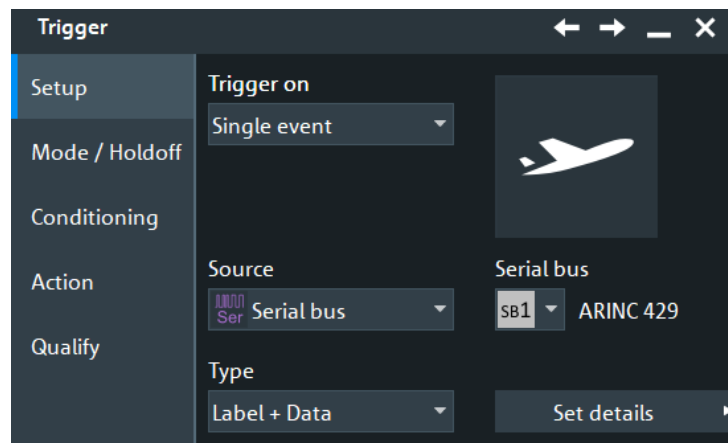 Trigger
Setup
Mode / Holdoff
Conditioning
Action
Qualify
Trigger on
Single event
Source
Serial bus
Ser Serial bus
SB1 ARINC 429
Type
Label + Data
Set details